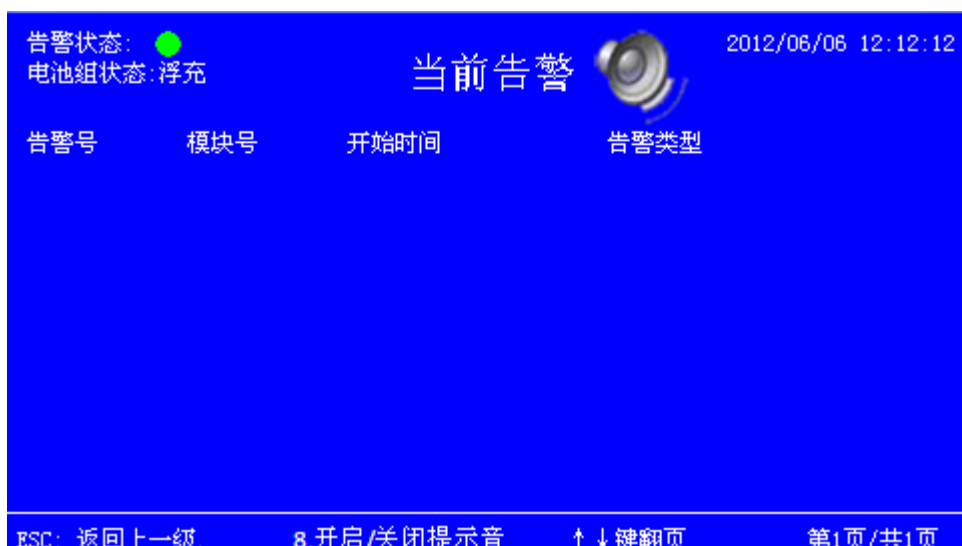 告警状态:
电池组状态:浮充
当前告警
2012/06/06 12:12:12
告警号 模块号 开始时间 告警类型
ESC: 返回上一级 8.开启/关闭提示音 ↑↓键翻页 第1页/共1页